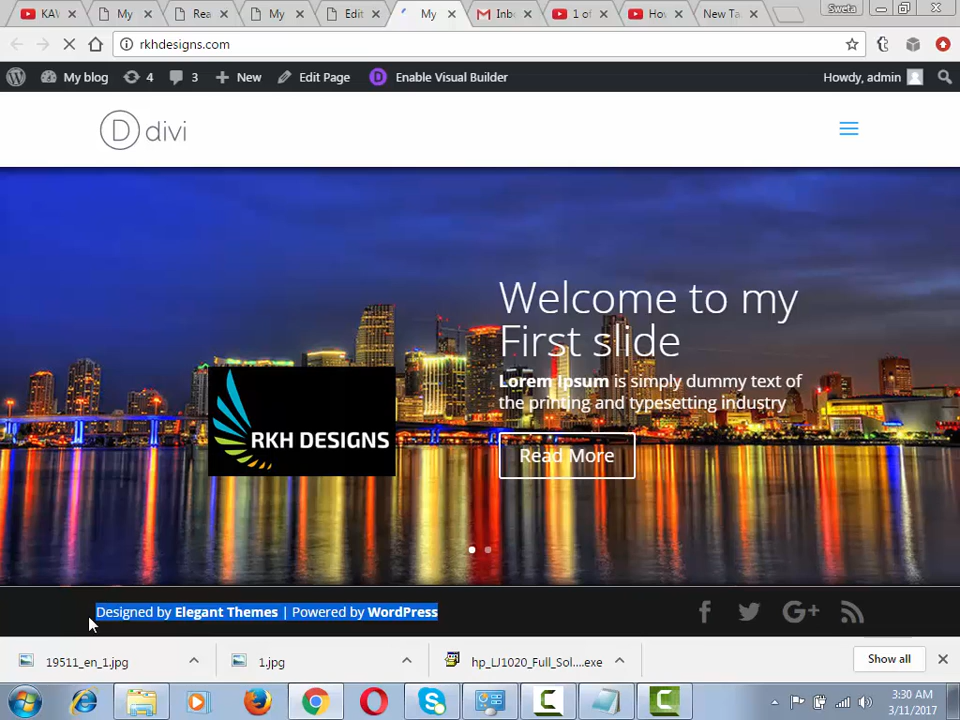 KAV
My
Rea
My
Edit
My
Inb
1 of
How
New Ta
Sweta
rkhdesigns.com
My blog
4
3
New
Edit Page
D
Enable Visual Builder
Howdy, admin
D divi
Welcome to my
First slide
Lorem Ipsum is simply dummy text of
the printing and typesetting industry
RKH DESIGNS
Read More
Designed by Elegant Themes | Powered by WordPress
19511_en_1.jpg
1.jpg
hp_LJ1020_Full_Sol....exe
Show all
3:30 AM
3/11/2017